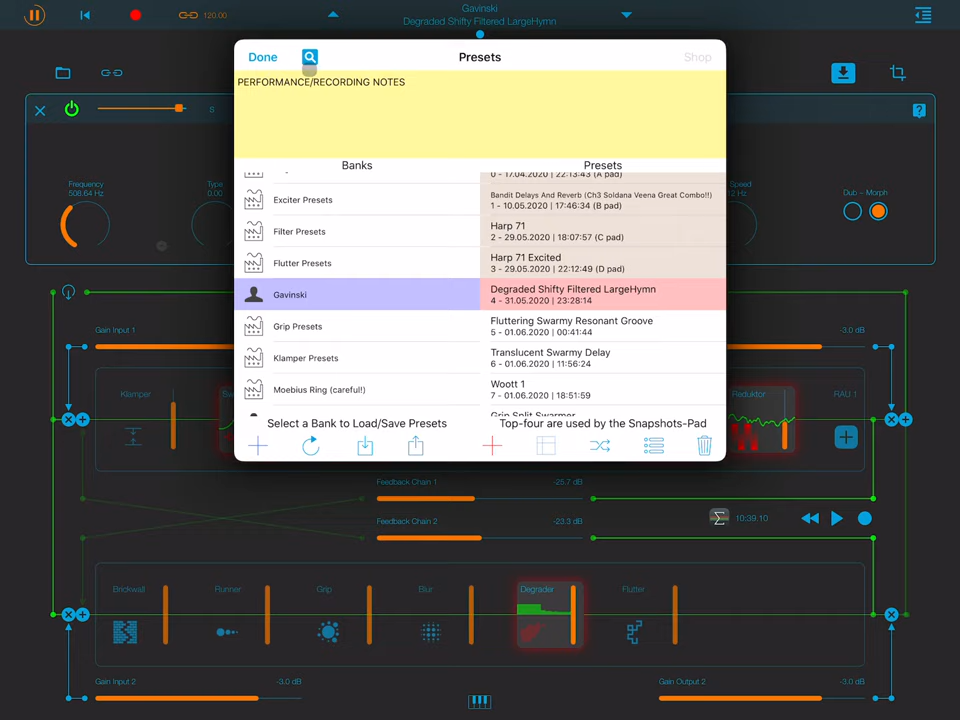 120.00
Gavinski
Degraded Shifty Filtered LargeHymn
Done
Presets
Shop
PERFORMANCE/RECORDING NOTES
S
?
Banks
Presets
0 - 17.04.2020 | 22:13:43 (A pad)
Exciter Presets
Bandit Delays And Reverb (Ch3 Soldana Veena Great Combo!!)
1 - 10.05.2020 | 17:46:34 (B pad)
Frequency
508.64 Hz
Type
0.00
Speed
12 Hz
Dub - Morph
Filter Presets
Harp 71
2 - 29.05.2020 | 18:07:57 (C pad)
Flutter Presets
Harp 71 Excited
3 - 29.05.2020 | 22:12:49 (D pad)
Gavinski
Degraded Shifty Filtered LargeHymn
4 - 31.05.2020 | 23:28:14
Grip Presets
Fluttering Swarmy Resonant Groove
5 - 01.06.2020 | 00:41:44
Gain Input 1
-3.0 dB
Klamper Presets
Translucent Swarmy Delay
6 - 01.06.2020 | 11:56:24
Moebius Ring (careful!)
Woott 1
7 - 01.06.2020 | 18:51:59
Klamper
Reduktor
RAU 1
Grip Split Swarmer
Select a Bank to Load/Save Presets
Top-four are used by the Snapshots-Pad
Feedback Chain 1
-25.7 dB
Feedback Chain 2
-23.3 dB
10:39.10
Brickwall
Runner
Grip
Blur
Degrader
Flutter
Gain Input 2
-3.0 dB
Gain Output 2
-3.0 dB